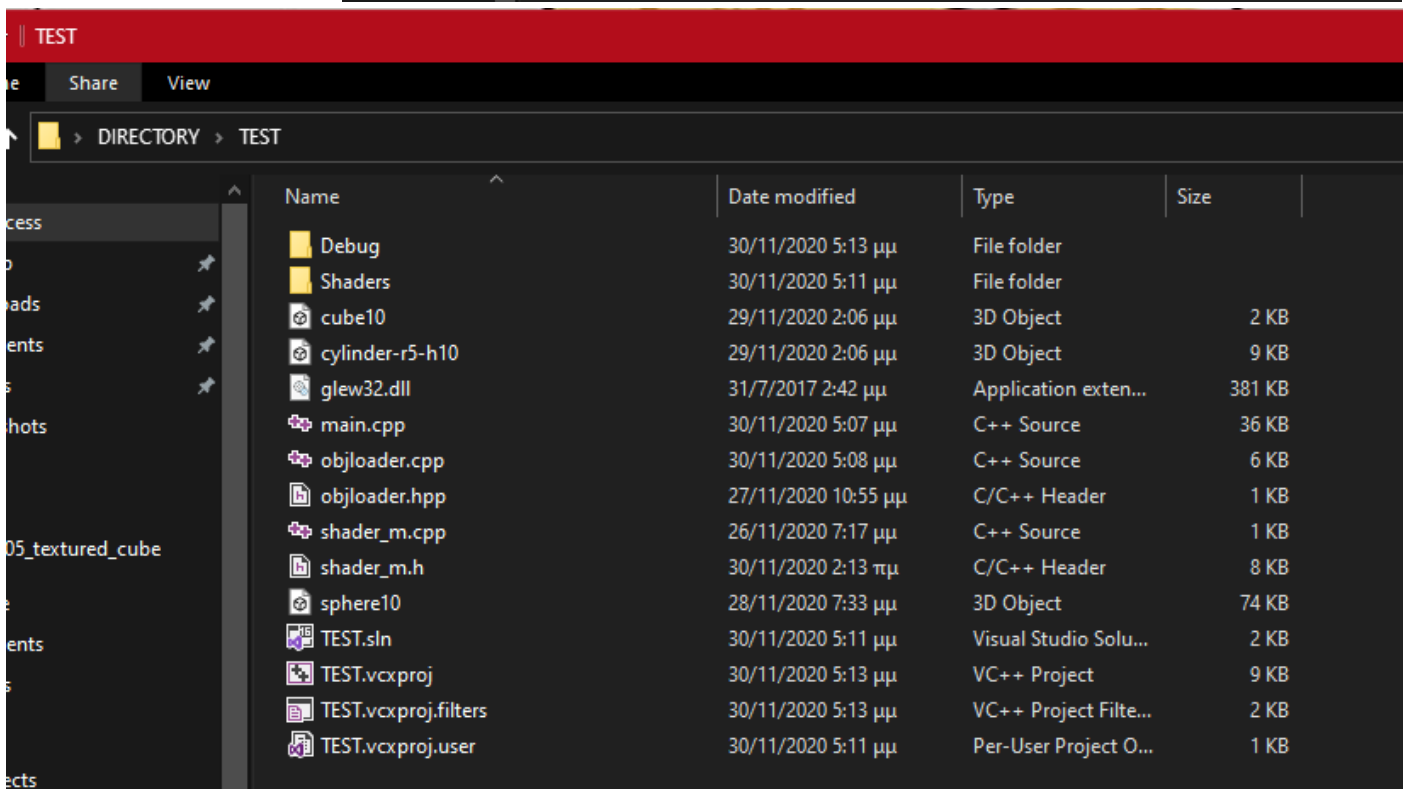 TEST
Share View
DIRECTORY > TEST
Name Date modified Type Size
Debug 30/11/2020 5:13 μμ File folder
Shaders 30/11/2020 5:11 μμ File folder
cube10 29/11/2020 2:06 μμ 3D Object 2 KB
cylinder-r5-h10 29/11/2020 2:06 μμ 3D Object 9 KB
glew32.dll 31/7/2017 2:42 μμ Application exten... 381 KB
main.cpp 30/11/2020 5:07 μμ C++ Source 36 KB
objloader.cpp 30/11/2020 5:08 μμ C++ Source 6 KB
objloader.hpp 27/11/2020 10:55 μμ C/C++ Header 1 KB
shader_m.cpp 26/11/2020 7:17 μμ C++ Source 1 KB
shader_m.h 30/11/2020 2:13 πμ C/C++ Header 8 KB
sphere10 28/11/2020 7:33 μμ 3D Object 74 KB
TEST.sln 30/11/2020 5:11 μμ Visual Studio Solu... 2 KB
TEST.vcxproj 30/11/2020 5:13 μμ VC++ Project 9 KB
TEST.vcxproj.filters 30/11/2020 5:13 μμ VC++ Project Filte... 2 KB
TEST.vcxproj.user 30/11/2020 5:11 μμ Per-User Project O... 1 KB
cess
oads
ents
hots
05_textured_cube
ents
ects